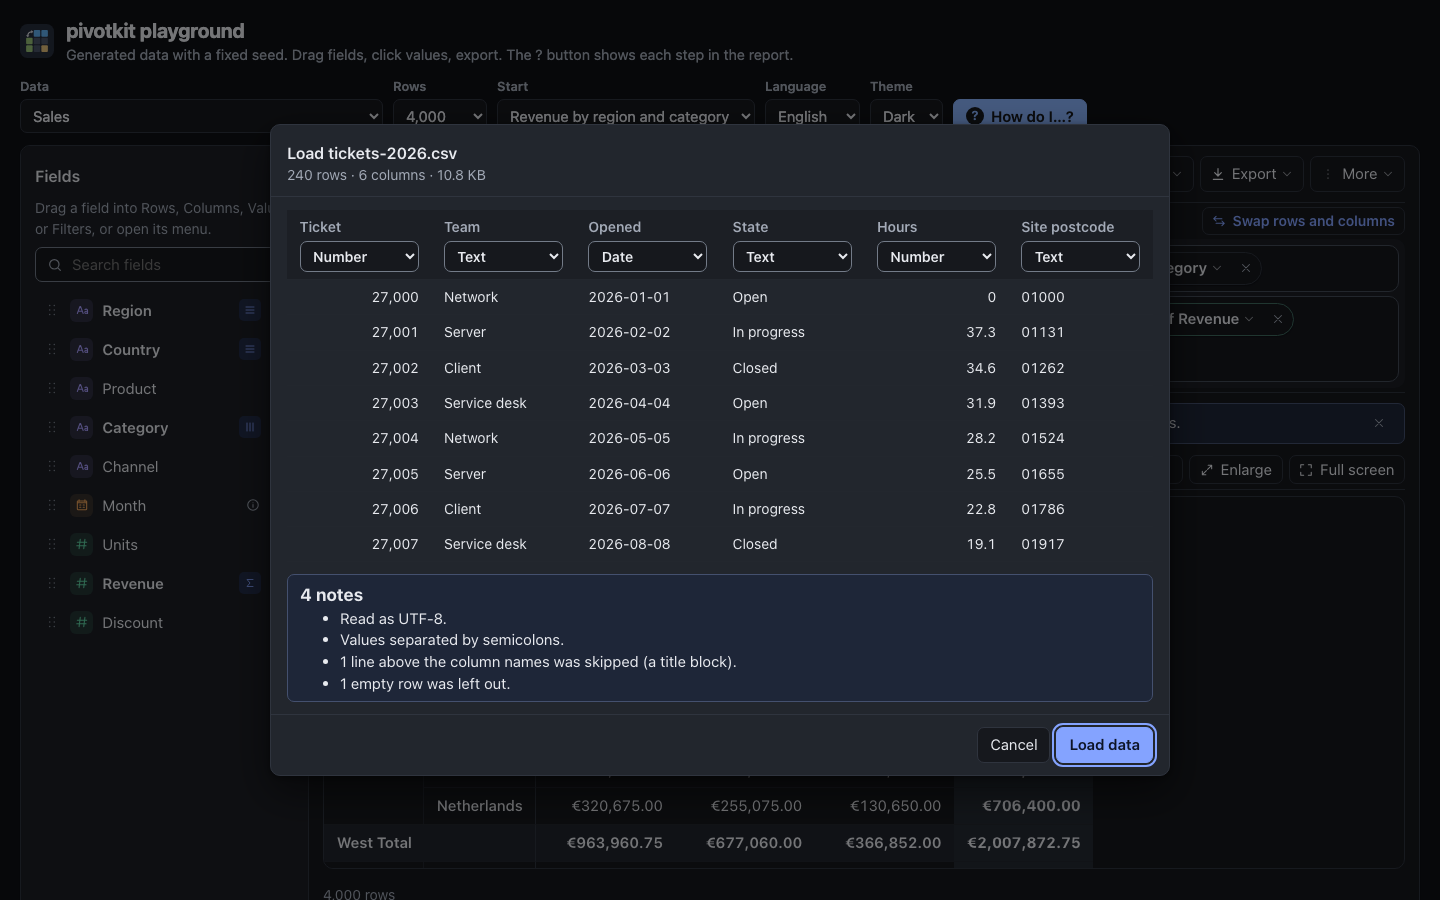 pivotkit playground
Generated data with a fixed seed. Drag fields, click values, export. The ? button shows each step in the report.
Data Rows Start Language Theme
Sales 4,000 Revenue by region and category English Dark ? How do I...?
Load tickets-2026.csv
240 rows · 6 columns · 10.8 KB
Fields
Drag a field into Rows, Columns,
or Filters, or open its menu.
Search fields
Aa Region
Aa Country
Aa Product
Aa Category
Aa Channel
Month
# Units
# Revenue Σ
# Discount
Export More
Swap rows and columns
Revenue
Enlarge Full screen
Ticket Team Opened State Hours Site postcode
Number Text Date Text Number Text
27,000 Network 2026-01-01 Open 0 01000
27,001 Server 2026-02-02 In progress 37.3 01131
27,002 Client 2026-03-03 Closed 34.6 01262
27,003 Service desk 2026-04-04 Open 31.9 01393
27,004 Network 2026-05-05 In progress 28.2 01524
27,005 Server 2026-06-06 Open 25.5 01655
27,006 Client 2026-07-07 In progress 22.8 01786
27,007 Service desk 2026-08-08 Closed 19.1 01917
4 notes
• Read as UTF-8.
• Values separated by semicolons.
• 1 line above the column names was skipped (a title block).
• 1 empty row was left out.
Cancel Load data
Netherlands €320,675.00 €255,075.00 €130,650.00 €706,400.00
West Total €963,960.75 €677,060.00 €366,852.00 €2,007,872.75
4,000 rows